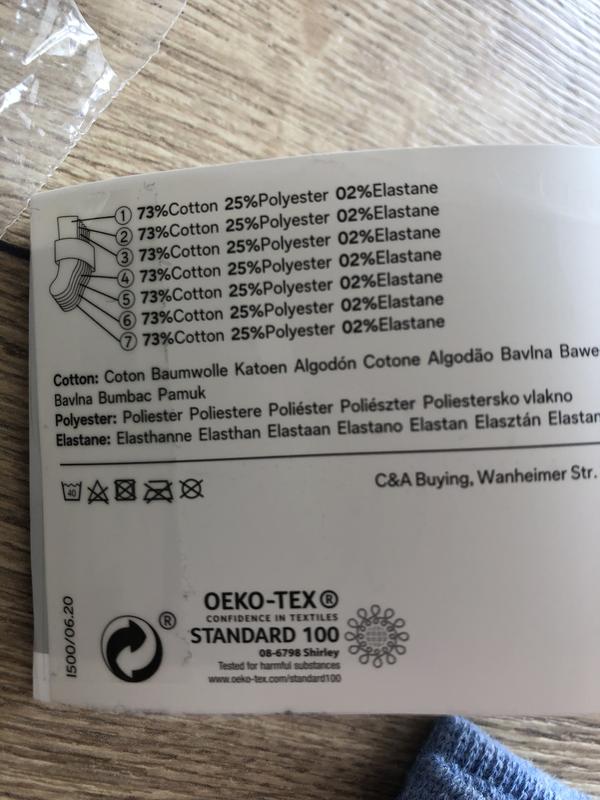 1 73%Cotton 25%Polyester 02%Elastane
2 73%Cotton 25%Polyester 02%Elastane
3 73%Cotton 25%Polyester 02%Elastane
4 73%Cotton 25%Polyester 02%Elastane
5 73%Cotton 25%Polyester 02%Elastane
6 73%Cotton 25%Polyester 02%Elastane
7 73%Cotton 25%Polyester 02%Elastane
Cotton: Coton Baumwolle Katoen Algodón Cotone Algodão Bavlna Bawe
Bavlna Bumbac Pamuk
Polyester: Poliester Poliestere Poliéster Poliészter Poliestersko vlakno
Elastane: Elasthanne Elasthan Elastaan Elastano Elastan Elasztán Elastan
40
C&A Buying, Wanheimer Str.
1500/06.20
®
OEKO-TEX®
CONFIDENCE IN TEXTILES
STANDARD 100
08-6798 Shirley
Tested for harmful substances
www.oeko-tex.com/standard100